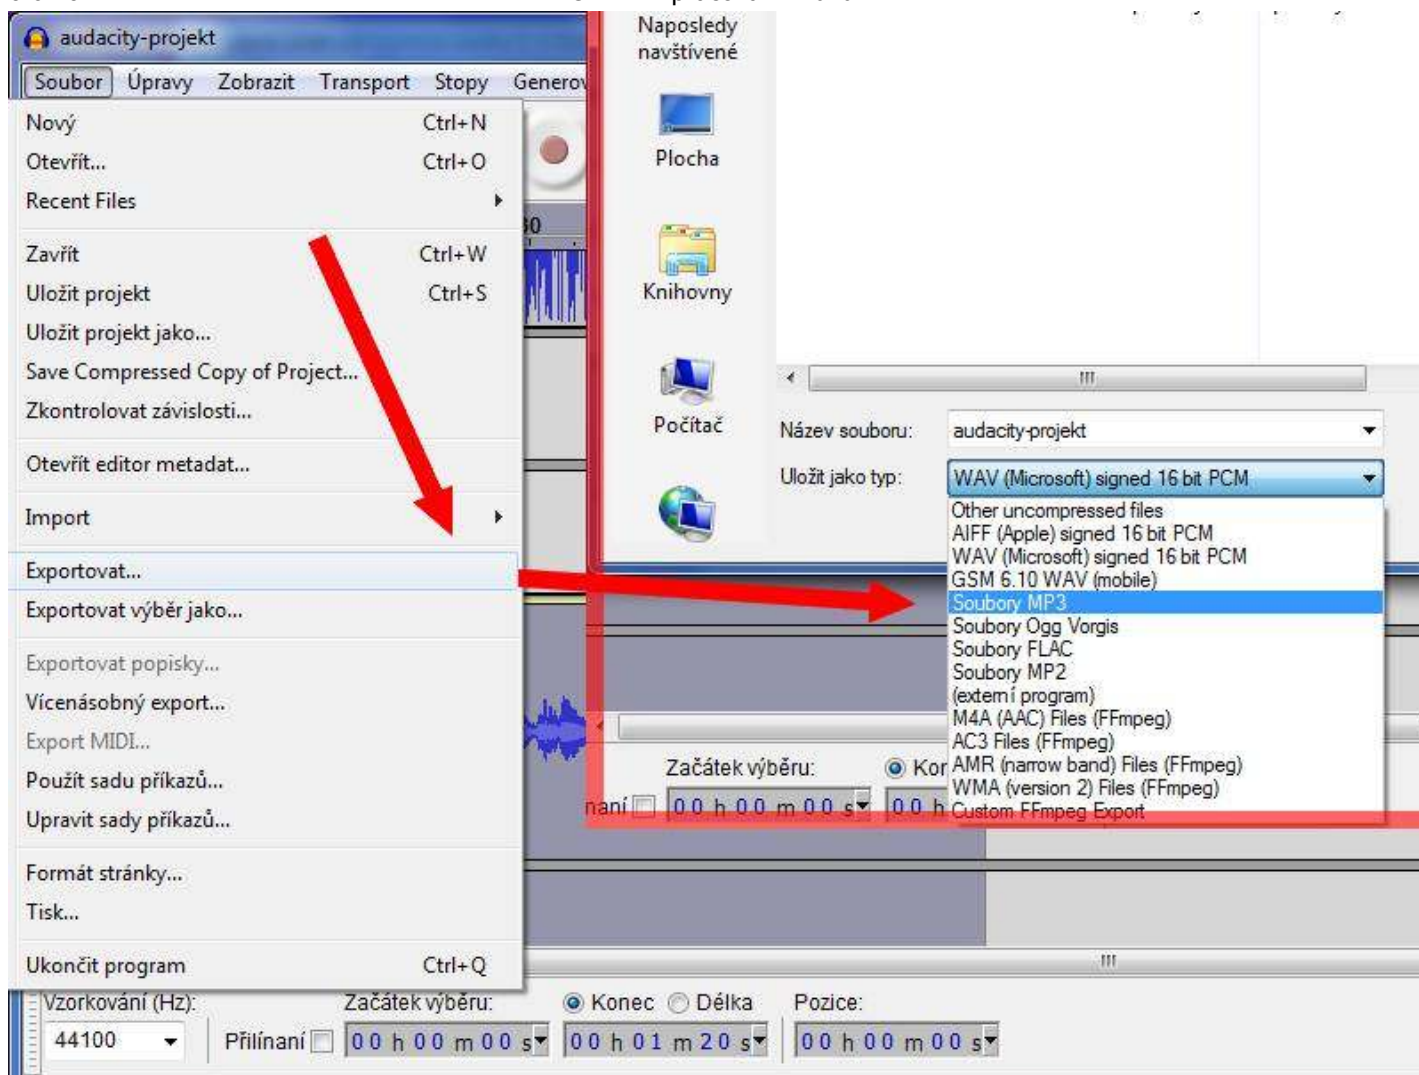 audacity-projekt
Soubor Úpravy Zobrazit Transport Stopy Generov
Nový Ctrl+N
Otevřít... Ctrl+O
Recent Files
Zavřít Ctrl+W
Uložit projekt Ctrl+S
Uložit projekt jako...
Save Compressed Copy of Project...
Zkontrolovat závislosti...
Otevřít editor metadat...
Import
Exportovat...
Exportovat výběr jako...
Exportovat popisky...
Vícenásobný export...
Export MIDI...
Použít sadu příkazů...
Upravit sady příkazů...
Formát stránky...
Tisk...
Ukončit program Ctrl+Q
Naposledy
navštívené
Plocha
Knihovny
Počítač
Název souboru: audacity-projekt
Uložit jako typ: WAV (Microsoft) signed 16 bit PCM
Other uncompressed files
AIFF (Apple) signed 16 bit PCM
WAV (Microsoft) signed 16 bit PCM
GSM 6.10 WAV (mobile)
Soubory MP3
Soubory Ogg Vorgis
Soubory FLAC
Soubory MP2
(externí program)
M4A (AAC) Files (FFmpeg)
AC3 Files (FFmpeg)
AMR (narrow band) Files (FFmpeg)
WMA (version 2) Files (FFmpeg)
Custom FFmpeg Export
Začátek výběru: Kor
naní 00 h 00 m 00 s 00 h
Vzorkování (Hz): Začátek výběru: Konec Délka Pozice:
44100 Přilínaní 00 h 00 m 00 s 00 h 01 m 20 s 00 h 00 m 00 s